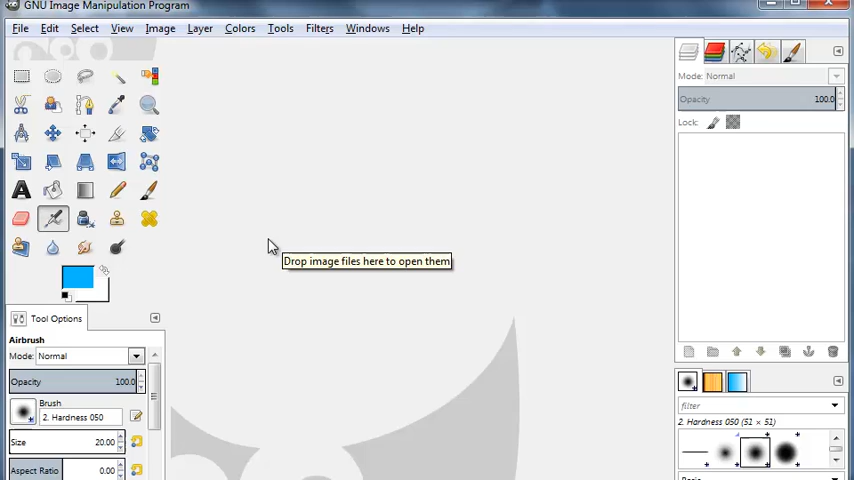 GNU Image Manipulation Program
File Edit Select View Image Layer Colors Tools Filters Windows Help
Mode: Normal
Opacity 100.0
Lock:
Drop image files here to open them
Tool Options
Airbrush
Mode: Normal
Opacity 100.0
Brush
2. Hardness 050
Size 20.00
Aspect Ratio 0.00
filter
2. Hardness 050 (51 × 51)
Basic